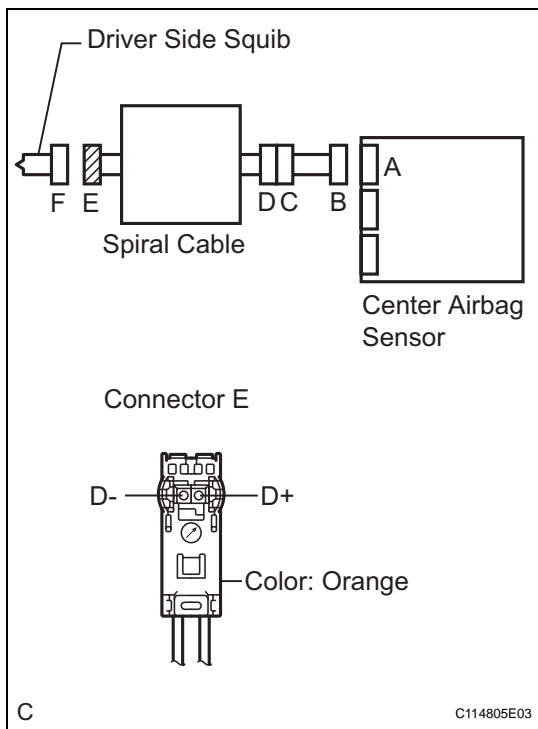 Driver Side Squib
F E D C B A
Spiral Cable
Center Airbag
Sensor
Connector E
D- D+
Color: Orange
C C114805E03